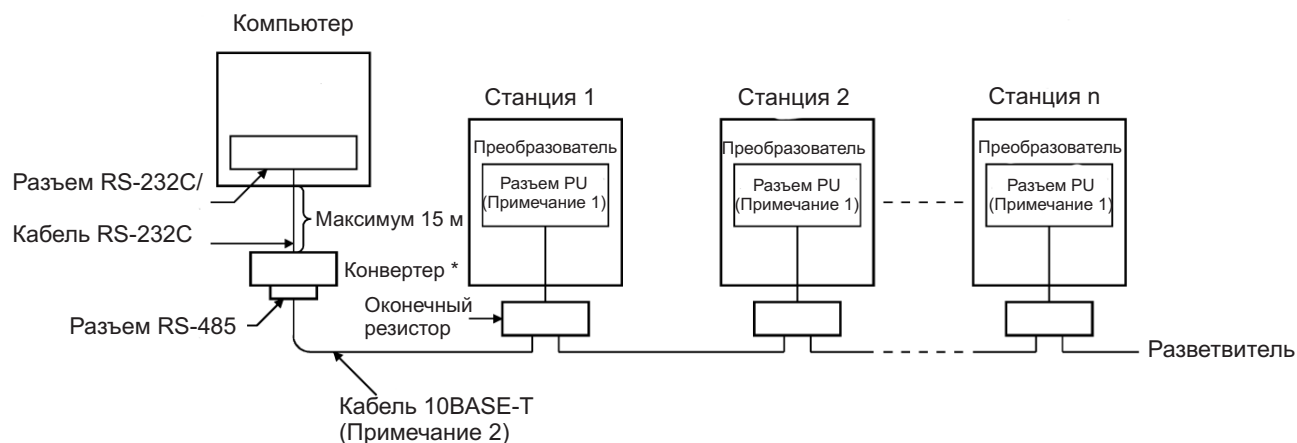 Компьютер
Станция 1
Станция 2
Станция n
Преобразователь
Преобразователь
Преобразователь
Разъем PU
(Примечание 1)
Разъем PU
(Примечание 1)
Разъем PU
(Примечание 1)
Разъем RS-232C/
Максимум 15 м
Кабель RS-232C
Конвертер *
Оконечный
резистор
Разъем RS-485
Разветвитель
Кабель 10BASE-T
(Примечание 2)